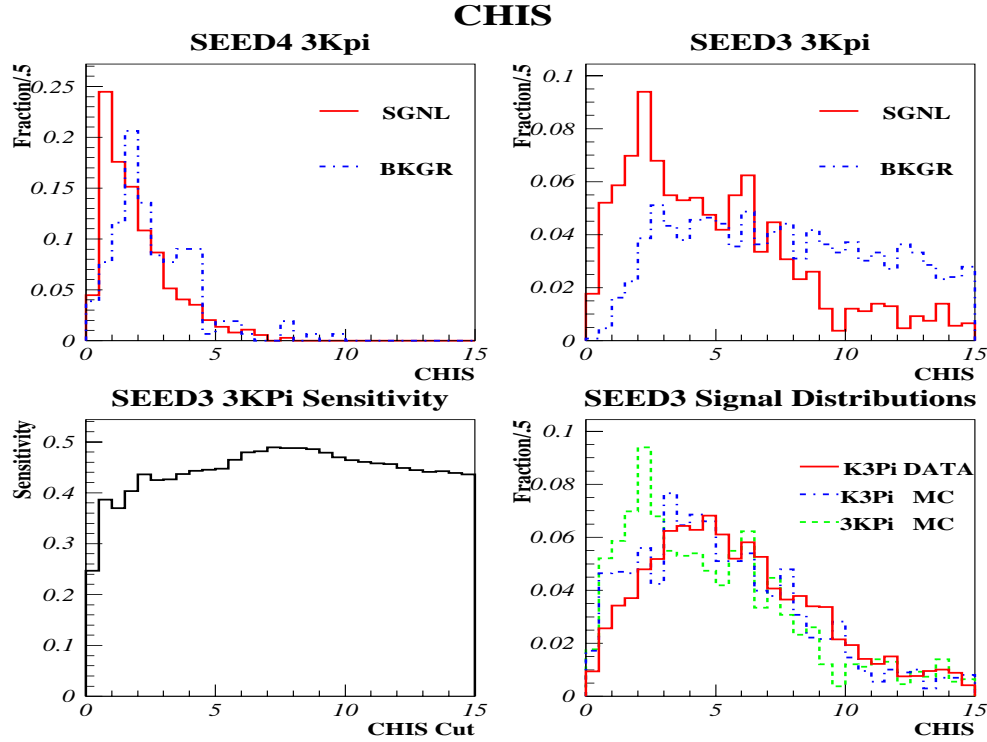 CHIS
SEED4 3Kpi
Fraction/.5
0.25
0.2
0.15
0.1
0.05
0
0 5 10 15
CHIS
SGNL
BKGR
SEED3 3Kpi
Fraction/.5
0.1
0.08
0.06
0.04
0.02
0
0 5 10 15
CHIS
SGNL
BKGR
SEED3 3KPi Sensitivity
Sensitivity
0.5
0.4
0.3
0.2
0.1
0
0 5 10 15
CHIS Cut
SEED3 Signal Distributions
Fraction/.5
0.1
0.08
0.06
0.04
0.02
0
0 5 10 15
CHIS
K3Pi DATA
K3Pi MC
3KPi MC